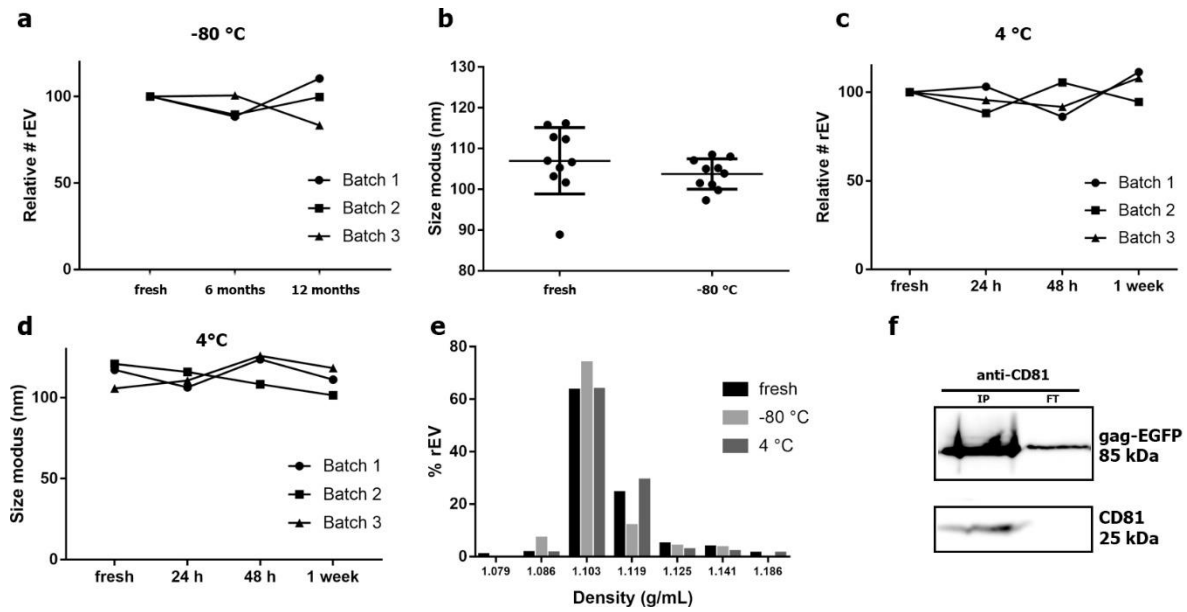 a
-80 °C
Relative # rEV
100
50
0
fresh
6 months
12 months
Batch 1
Batch 2
Batch 3
b
Size modus (nm)
130
120
110
100
90
80
fresh
-80 °C
c
4 °C
Relative # rEV
100
50
0
fresh
24 h
48 h
1 week
Batch 1
Batch 2
Batch 3
d
4°C
Size modus (nm)
100
50
0
fresh
24 h
48 h
1 week
Batch 1
Batch 2
Batch 3
e
% rEV
80
60
40
20
0
1.079
1.086
1.103
1.119
1.125
1.141
1.186
Density (g/mL)
fresh
-80 °C
4 °C
f
anti-CD81
IP
FT
gag-EGFP
85 kDa
CD81
25 kDa